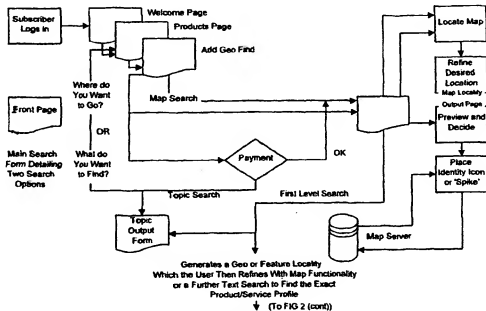 Subscriber
Logs In
Welcome Page
Products Page
Add Geo Find
Where do
You Want
to Go?
Map Search
Front Page
OR
Main Search
Form Detailing
Two Search
Options
What do
You Want
to Find?
Payment
OK
Topic Search
First Level Search
Topic
Output
Form
Map Server
Locate Map
Refine
Desired
Location
Map Locality
Output Page
Preview and
Decide
Place
Identity Icon
or 'Spike'
Generates a Geo or Feature Locality
Which the User Then Refines With Map Functionality
or a Further Text Search to Find the Exact
Product/Service Profile
(To FIG 2 (cont))